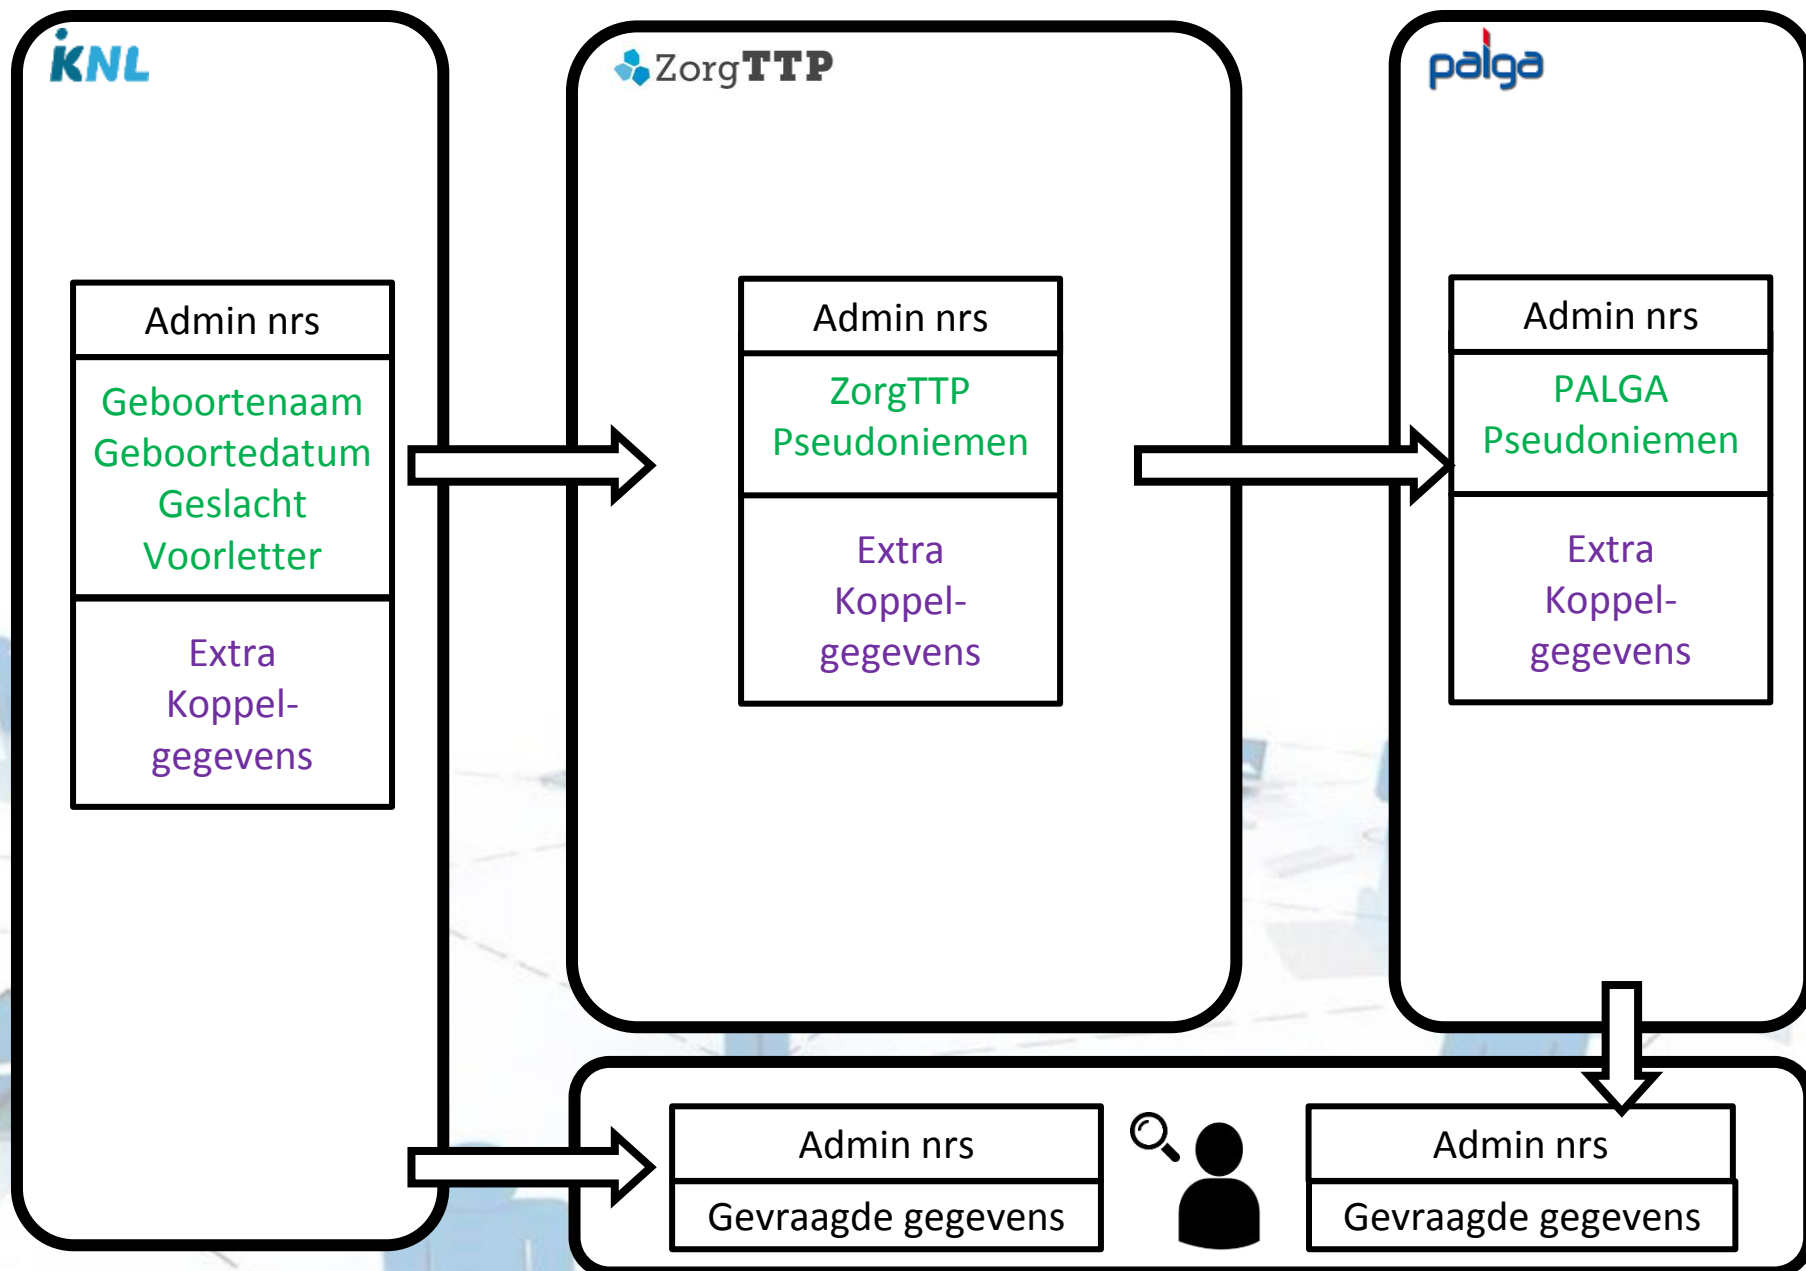 iKNL
Admin nrs
Geboortenaam
Geboortedatum
Geslacht
Voorletter
Extra
Koppel-
gegevens
ZorgTTP
Admin nrs
ZorgTTP
Pseudoniemen
Extra
Koppel-
gegevens
palga
Admin nrs
PALGA
Pseudoniemen
Extra
Koppel-
gegevens
Admin nrs
Gevraagde gegevens
Admin nrs
Gevraagde gegevens